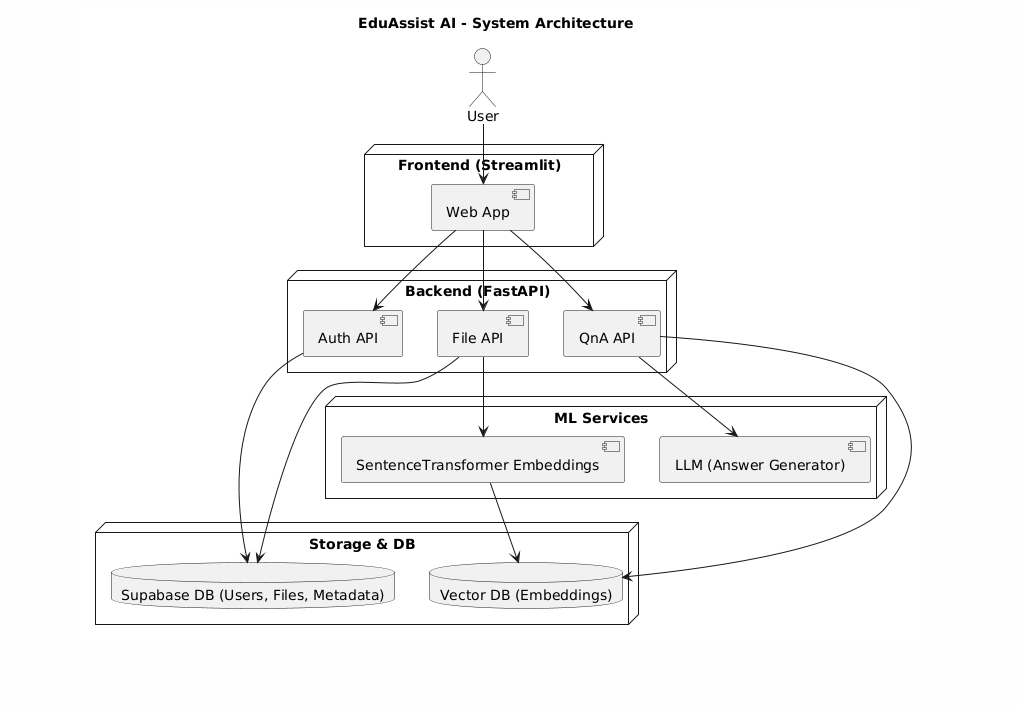 EduAssist AI - System Architecture
User
Frontend (Streamlit)
Web App
Backend (FastAPI)
Auth API
File API
QnA API
ML Services
SentenceTransformer Embeddings
LLM (Answer Generator)
Storage & DB
Supabase DB (Users, Files, Metadata)
Vector DB (Embeddings)